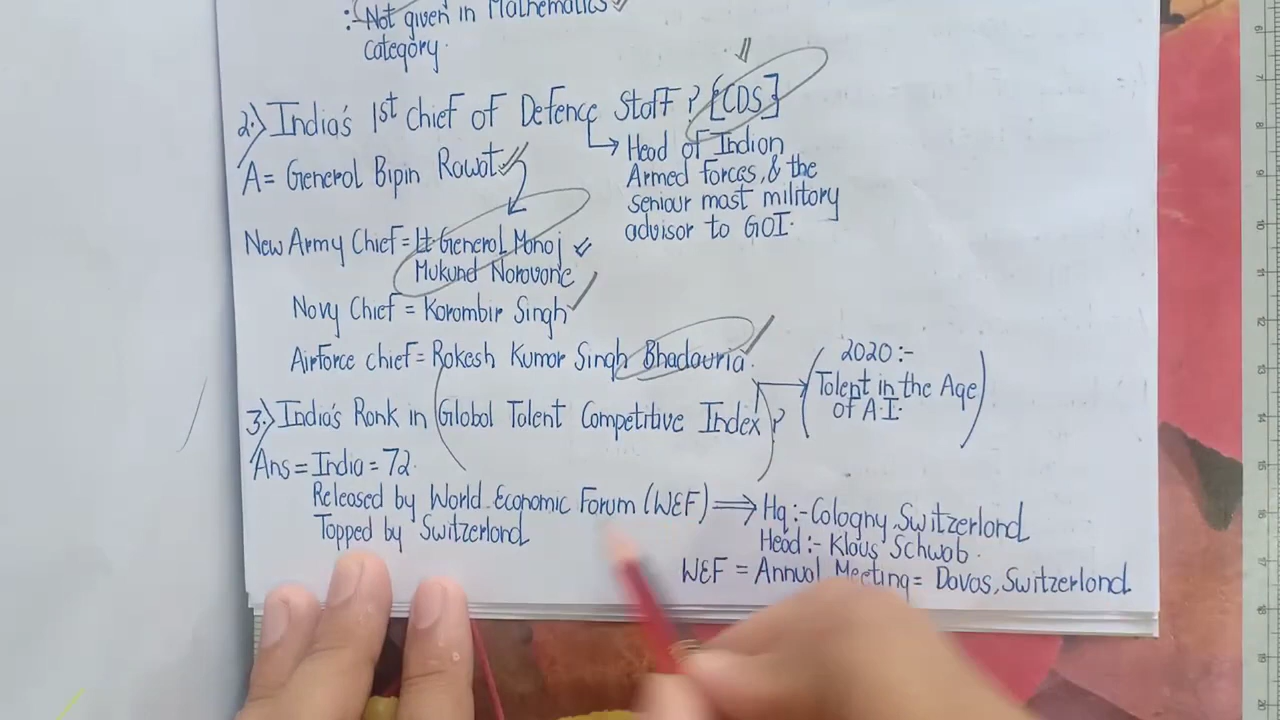 :- Not given in Mathematics
category.
2.) India's 1st chief of Defence Staff ? [CDS]
Head of Indian
Armed forces, & the
seniour most military
advisor to GOI.
A = General Bipin Rawat
New Army Chief = Lt General Manoj
Mukund Naravane
Navy Chief = Karambir Singh
AirForce chief = Rakesh Kumar Singh Bhadauria.
2020 :-
Talent in the Age
of A.I.
3.) India's Rank in (Global Talent Competitive Index)?
Ans = India = 72.
Released by World Economic Forum (WEF) ⇒ Hq :- Cologny, Switzerland
Topped by Switzerland
Head :- Klaus Schwab.
WEF = Annual Meeting = Davos, Switzerland